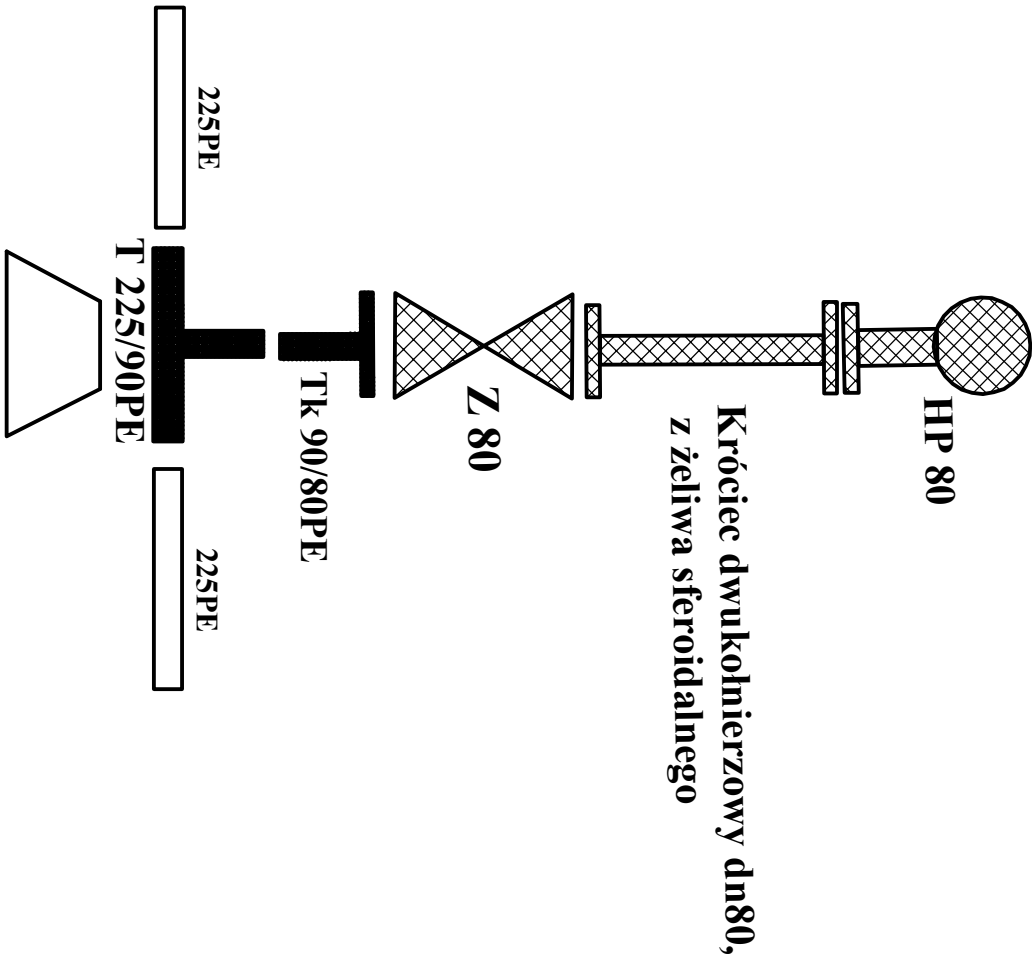 225PE
T 225/90PE
225PE
Tk 90/80PE
Z 80
Króciec dwukołnierzowy dn80,
z żeliwa sferoidalnego
HP 80